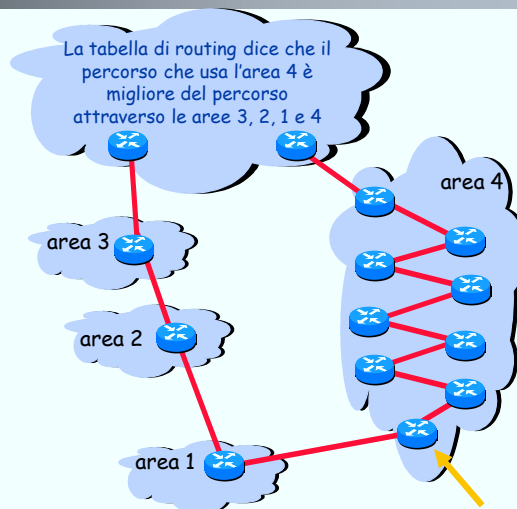 La tabella di routing dice che il
percorso che usa l'area 4 è
migliore del percorso
attraverso le aree 3, 2, 1 e 4
area 4
area 3
area 2
area 1